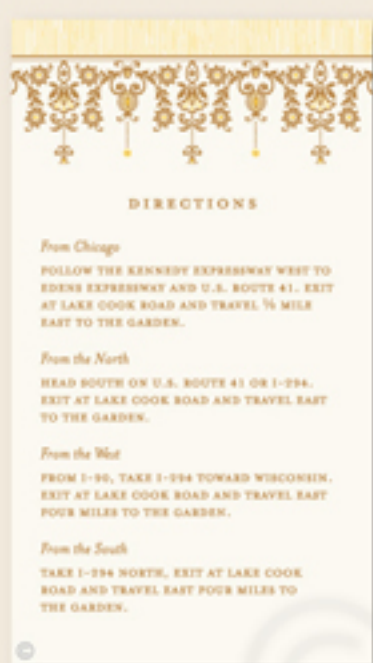 DIRECTIONS
From Chicago
FOLLOW THE KENNEDY EXPRESSWAY WEST TO
EDENS EXPRESSWAY AND U.S. ROUTE 41. EXIT
AT LAKE COOK ROAD AND TRAVEL ½ MILE
EAST TO THE GARDEN.
From the North
HEAD SOUTH ON U.S. ROUTE 41 OR I-294.
EXIT AT LAKE COOK ROAD AND TRAVEL EAST
TO THE GARDEN.
From the West
FROM I-90, TAKE I-294 TOWARD WISCONSIN.
EXIT AT LAKE COOK ROAD AND TRAVEL EAST
FOUR MILES TO THE GARDEN.
From the South
TAKE I-294 NORTH, EXIT AT LAKE COOK
ROAD AND TRAVEL EAST FOUR MILES TO
THE GARDEN.